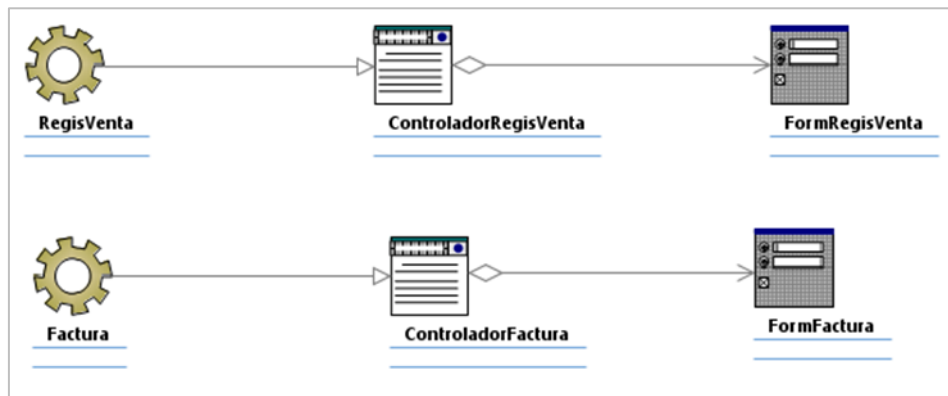 RegisVenta
ControladorRegisVenta
FormRegisVenta
Factura
ControladorFactura
FormFactura